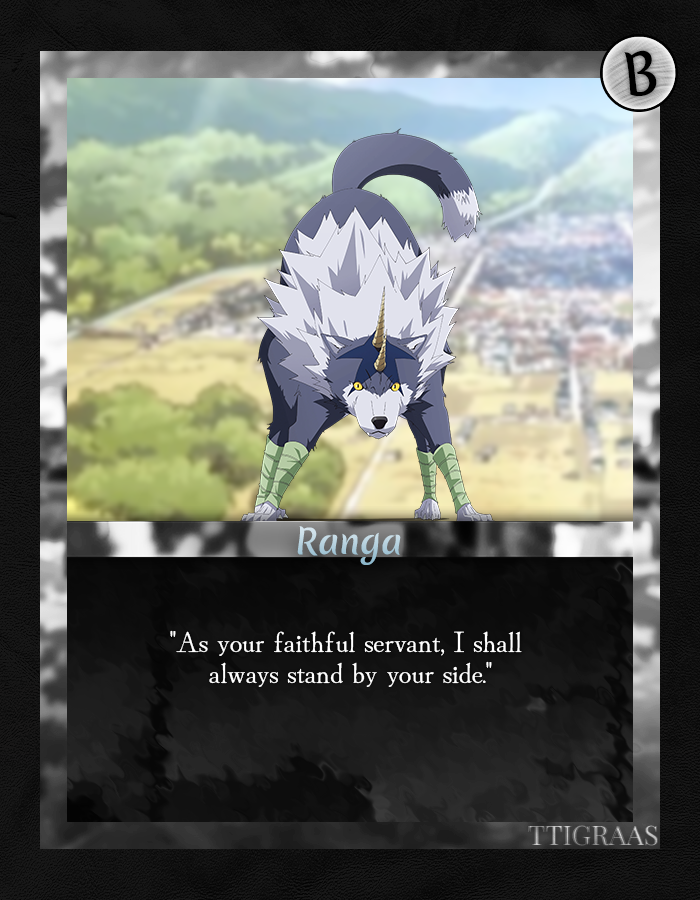 B
Ranga
"As your faithful servant, I shall
always stand by your side."
TTIGRAAS